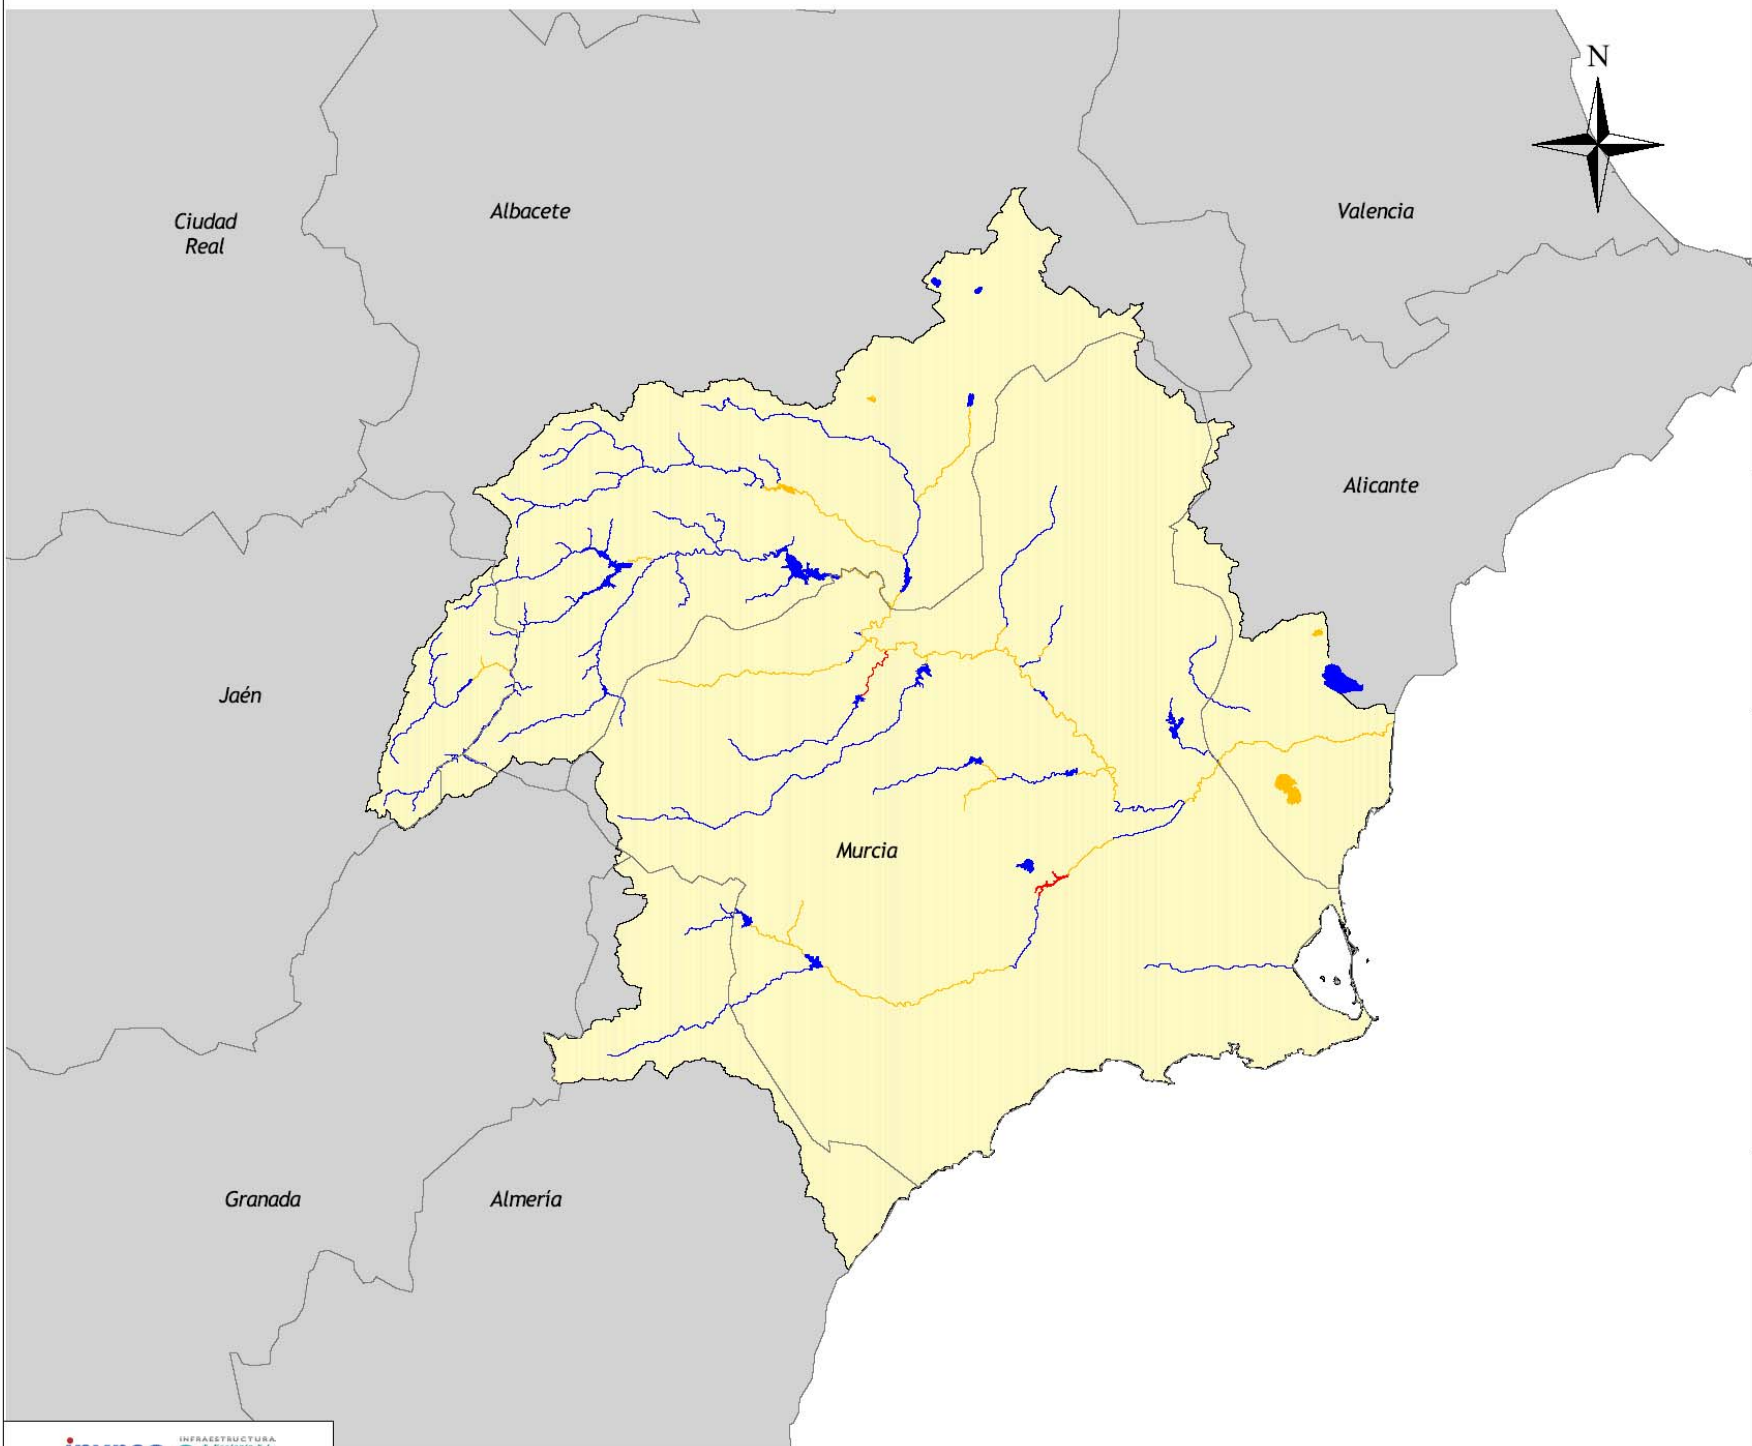 N
Ciudad
Real
Albacete
Valencia
Alicante
Jaén
Murcia
Granada
Almería
INFRAESTRUCTURA